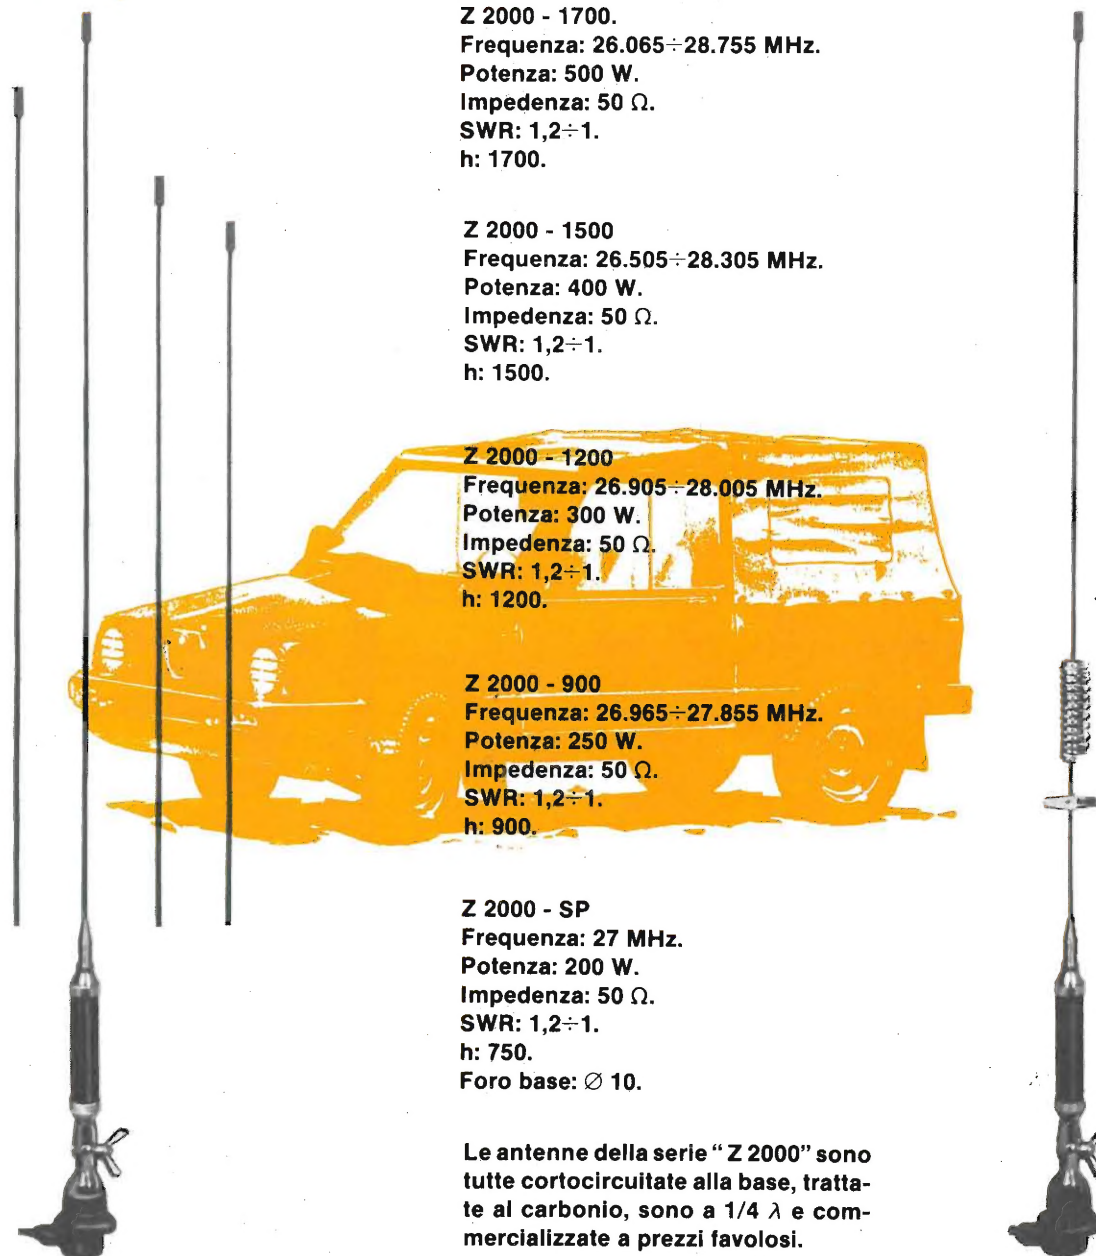 Z 2000 - 1700.
Frequenza: 26.065÷28.755 MHz.
Potenza: 500 W.
Impedenza: 50 Ω.
SWR: 1,2÷1.
h: 1700.
Z 2000 - 1500
Frequenza: 26.505÷28.305 MHz.
Potenza: 400 W.
Impedenza: 50 Ω.
SWR: 1,2÷1.
h: 1500.
Z 2000 - 1200
Frequenza: 26.905÷28.005 MHz.
Potenza: 300 W.
Impedenza: 50 Ω.
SWR: 1,2÷1.
h: 1200.
Z 2000 - 900
Frequenza: 26.965÷27.855 MHz.
Potenza: 250 W.
Impedenza: 50 Ω.
SWR: 1,2÷1.
h: 900.
Z 2000 - SP
Frequenza: 27 MHz.
Potenza: 200 W.
Impedenza: 50 Ω.
SWR: 1,2÷1.
h: 750.
Foro base: ∅ 10.
Le antenne della serie “Z 2000” sono
tutte cortocircuitate alla base, tratta-
te al carbonio, sono a 1/4 λ e com-
mercializzate a prezzi favolosi.